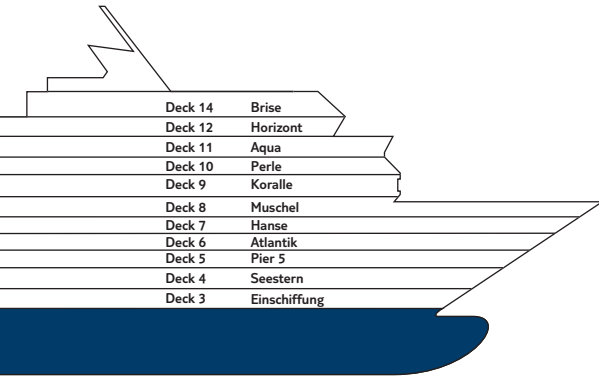 Deck 14 Brise
Deck 12 Horizont
Deck 11 Aqua
Deck 10 Perle
Deck 9 Koralle
Deck 8 Muschel
Deck 7 Hanse
Deck 6 Atlantik
Deck 5 Pier 5
Deck 4 Seestern
Deck 3 Einschiffung